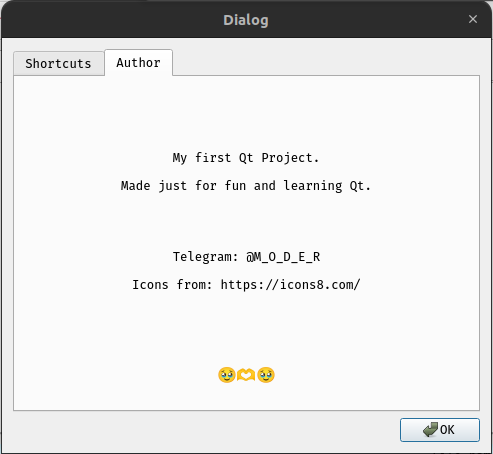 Dialog
Shortcuts
Author
My first Qt Project.
Made just for fun and learning Qt.
Telegram: @M_O_D_E_R
Icons from: https://icons8.com/
🥹🫶🥹
OK